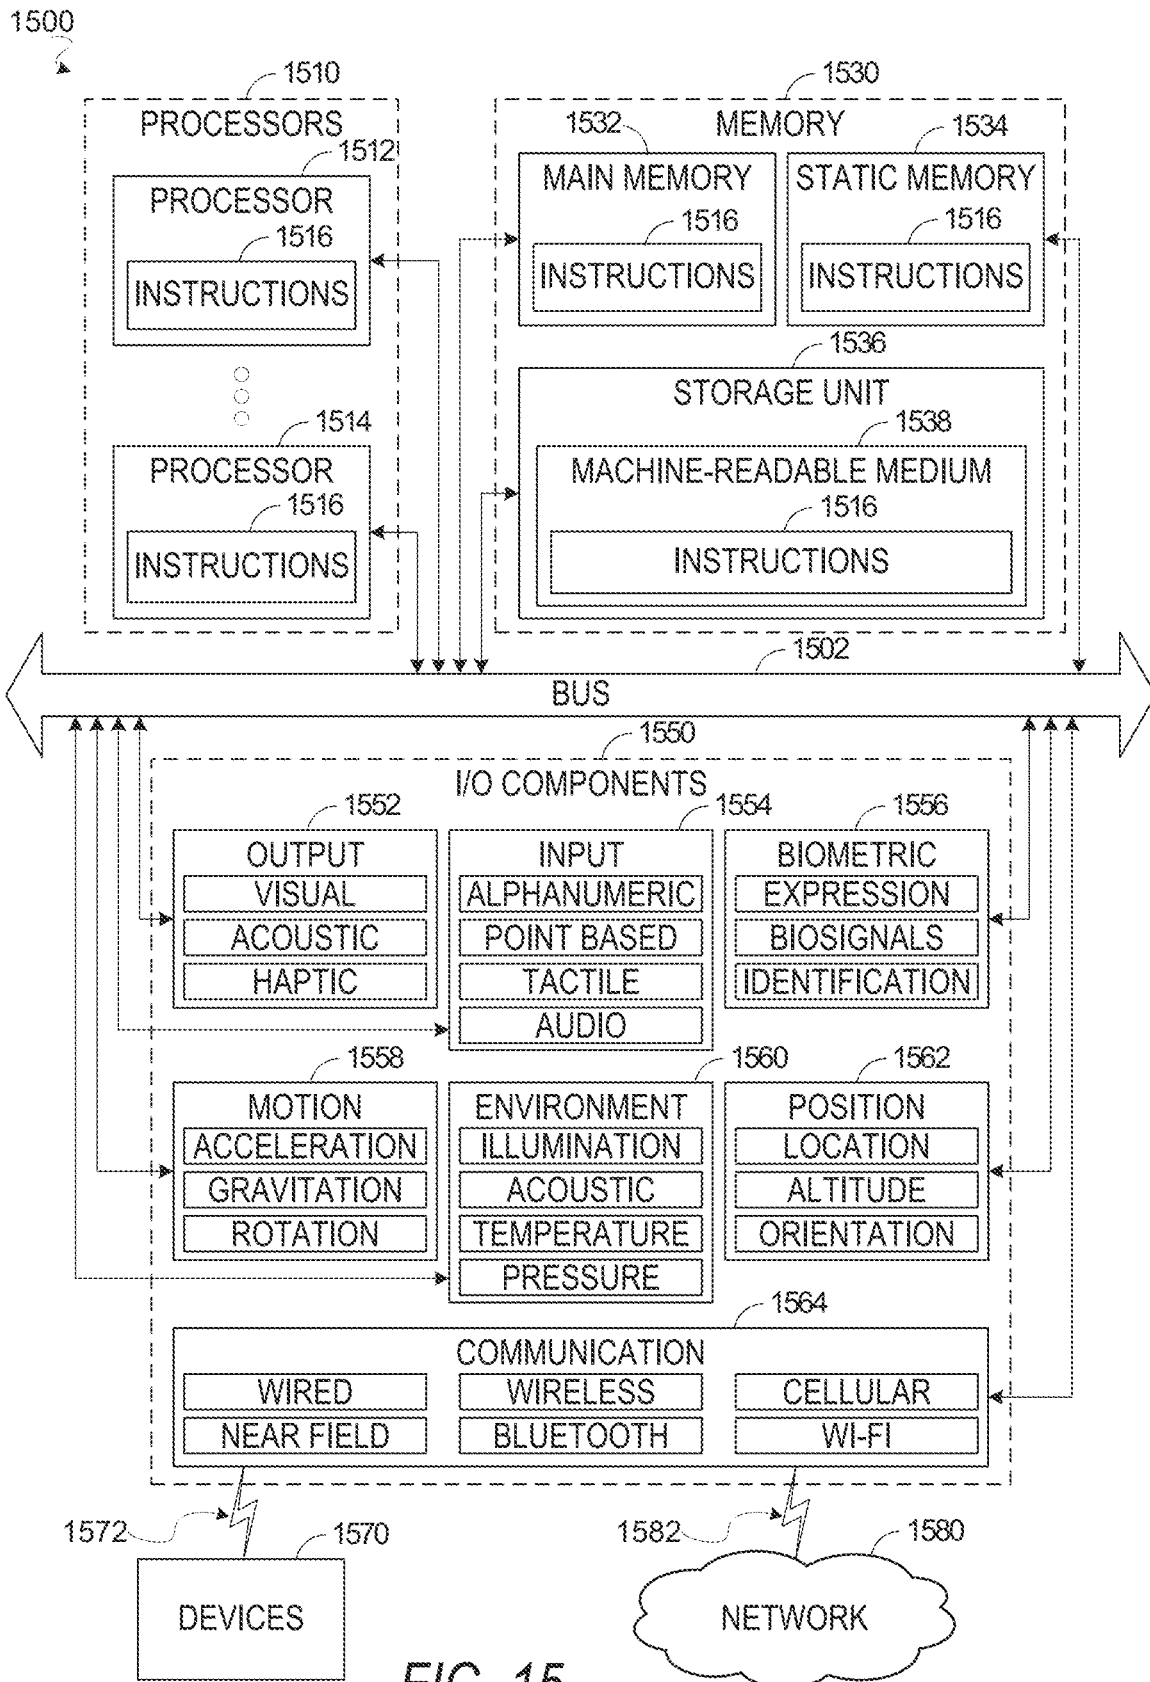 1500
1510
PROCESSORS
1512
PROCESSOR
1516
INSTRUCTIONS
1514
PROCESSOR
1516
INSTRUCTIONS
1530
MEMORY
1532
MAIN MEMORY
1516
INSTRUCTIONS
1534
STATIC MEMORY
1516
INSTRUCTIONS
1536
STORAGE UNIT
1538
MACHINE-READABLE MEDIUM
1516
INSTRUCTIONS
1502
BUS
1550
I/O COMPONENTS
1552
OUTPUT
VISUAL
ACOUSTIC
HAPTIC
1554
INPUT
ALPHANUMERIC
POINT BASED
TACTILE
AUDIO
1556
BIOMETRIC
EXPRESSION
BIOSIGNALS
IDENTIFICATION
1558
MOTION
ACCELERATION
GRAVITATION
ROTATION
1560
ENVIRONMENT
ILLUMINATION
ACOUSTIC
TEMPERATURE
PRESSURE
1562
POSITION
LOCATION
ALTITUDE
ORIENTATION
1564
COMMUNICATION
WIRED
WIRELESS
CELLULAR
NEAR FIELD
BLUETOOTH
WI-FI
1572
1570
DEVICES
1582
1580
NETWORK
FIG. 15